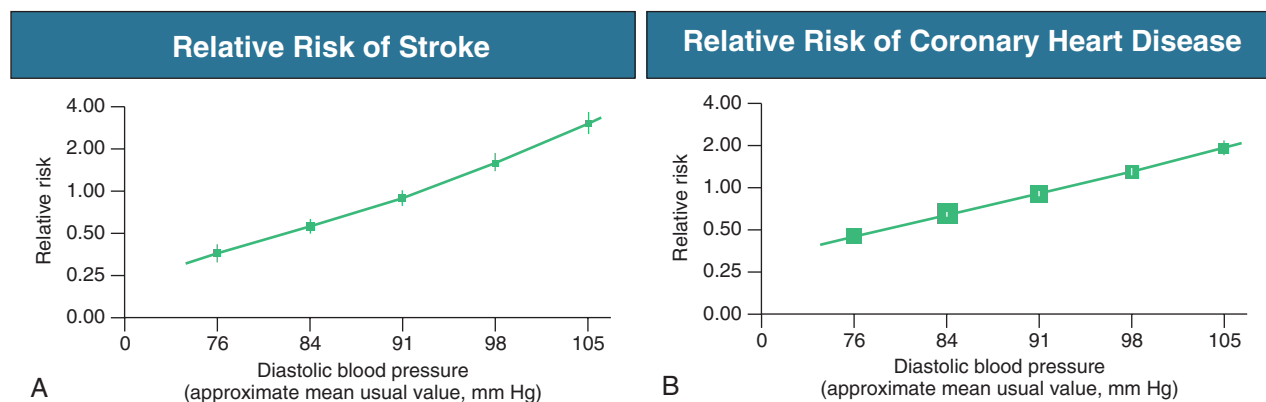 Relative Risk of Stroke
4.00
2.00
1.00
0.50
0.25
0.00
Relative risk
0 76 84 91 98 105
Diastolic blood pressure
(approximate mean usual value, mm Hg)
A
Relative Risk of Coronary Heart Disease
4.00
2.00
1.00
0.50
0.25
0.00
Relative risk
0 76 84 91 98 105
Diastolic blood pressure
(approximate mean usual value, mm Hg)
B